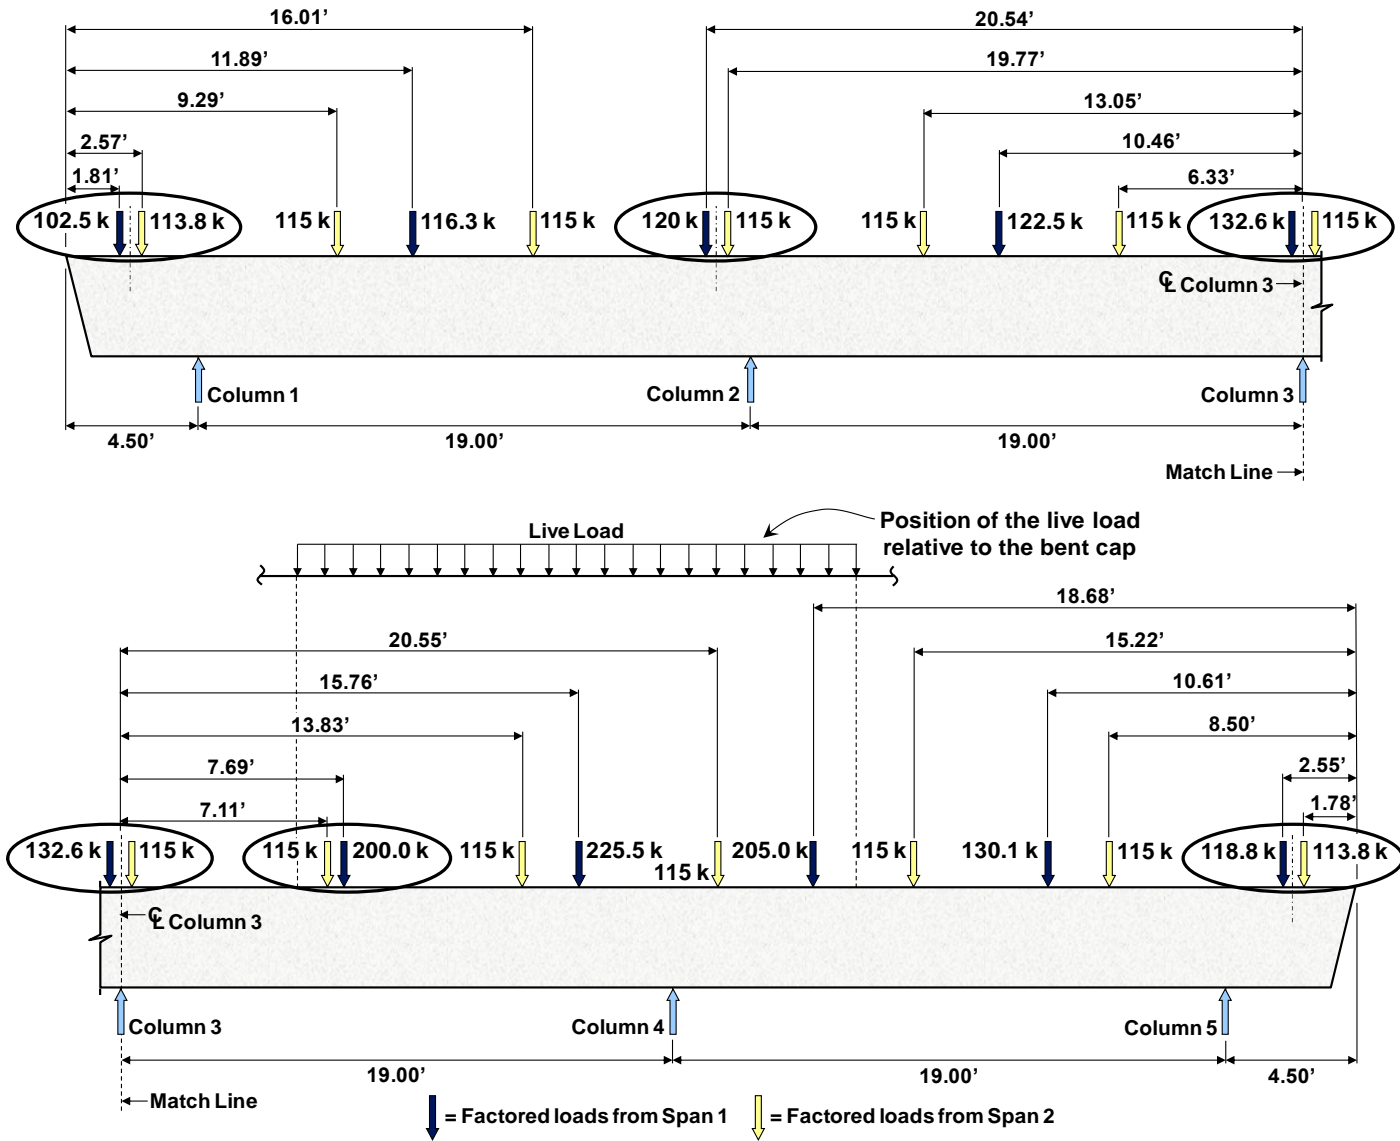 16.01’
20.54’
11.89’
19.77’
9.29’
13.05’
2.57’
10.46’
1.81’
6.33’
102.5 k 113.8 k 115 k 116.3 k 115 k 120 k 115 k 115 k 122.5 k 115 k 132.6 k 115 k
℄ Column 3
Column 1 Column 2 Column 3
4.50’ 19.00’ 19.00’
Match Line
Live Load
Position of the live load
relative to the bent cap
18.68’
20.55’
15.22’
15.76’
10.61’
13.83’
8.50’
7.69’
2.55’
7.11’
1.78’
132.6 k 115 k 115 k 200.0 k 115 k 225.5 k 115 k 205.0 k 115 k 130.1 k 115 k 118.8 k 113.8 k
℄ Column 3
Column 3 Column 4 Column 5
19.00’ 19.00’ 4.50’
Match Line
= Factored loads from Span 1 = Factored loads from Span 2